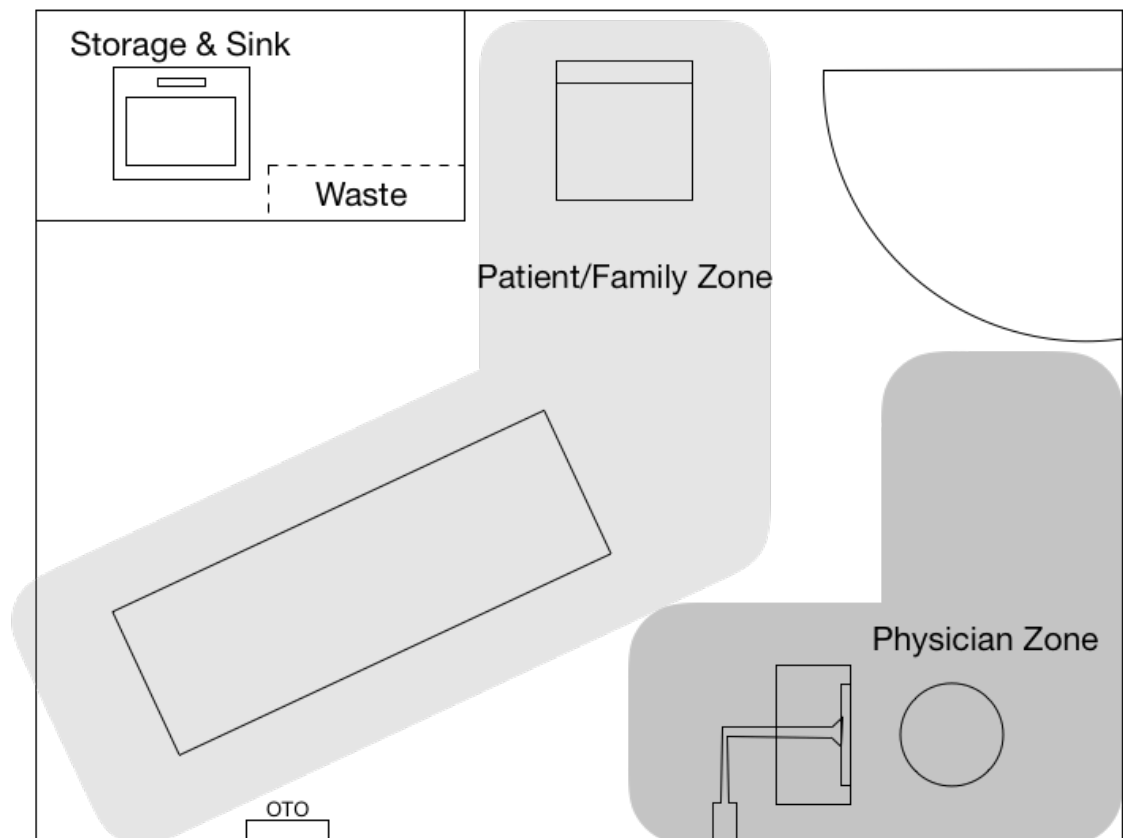 Storage & Sink
Waste
Patient/Family Zone
Physician Zone
OTO